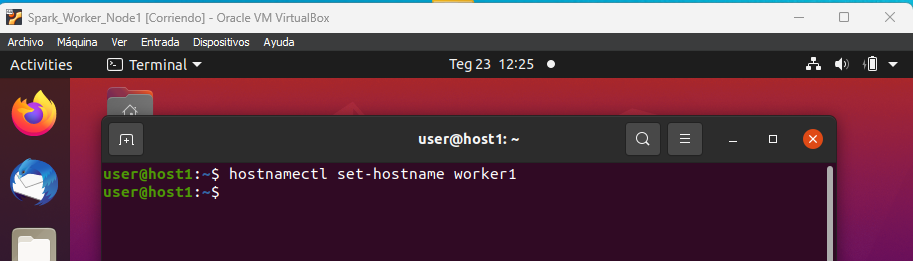 Spark_Worker_Node1 [Corriendo] - Oracle VM VirtualBox
Archivo Máquina Ver Entrada Dispositivos Ayuda
Activities Terminal Teg 23 12:25
user@host1: ~
user@host1:~$ hostnamectl set-hostname worker1
user@host1:~$